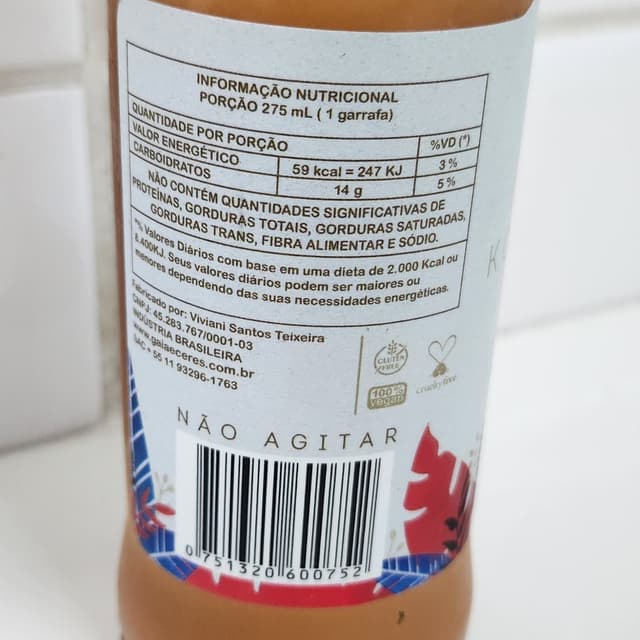 INFORMAÇÃO NUTRICIONAL
PORÇÃO 275 mL ( 1 garrafa)
QUANTIDADE POR PORÇÃO %VD (*)
VALOR ENERGÉTICO 59 kcal = 247 KJ 3 %
CARBOIDRATOS 14 g 5 %
NÃO CONTÉM QUANTIDADES SIGNIFICATIVAS DE
PROTEÍNAS, GORDURAS TOTAIS, GORDURAS SATURADAS,
GORDURAS TRANS, FIBRA ALIMENTAR E SÓDIO.
*% Valores Diários com base em uma dieta de 2.000 Kcal ou
8.400KJ. Seus valores diários podem ser maiores ou
menores dependendo das suas necessidades energéticas.
Fabricado por: Viviani Santos Teixeira
CNPJ: 45.283.767/0001-03
INDÚSTRIA BRASILEIRA
www.gaiaeceres.com.br
SAC + 55 11 93296-1763
GLUTEN
FREE
100%
vegan
crueltyfree
NÃO AGITAR
0 751320 600752